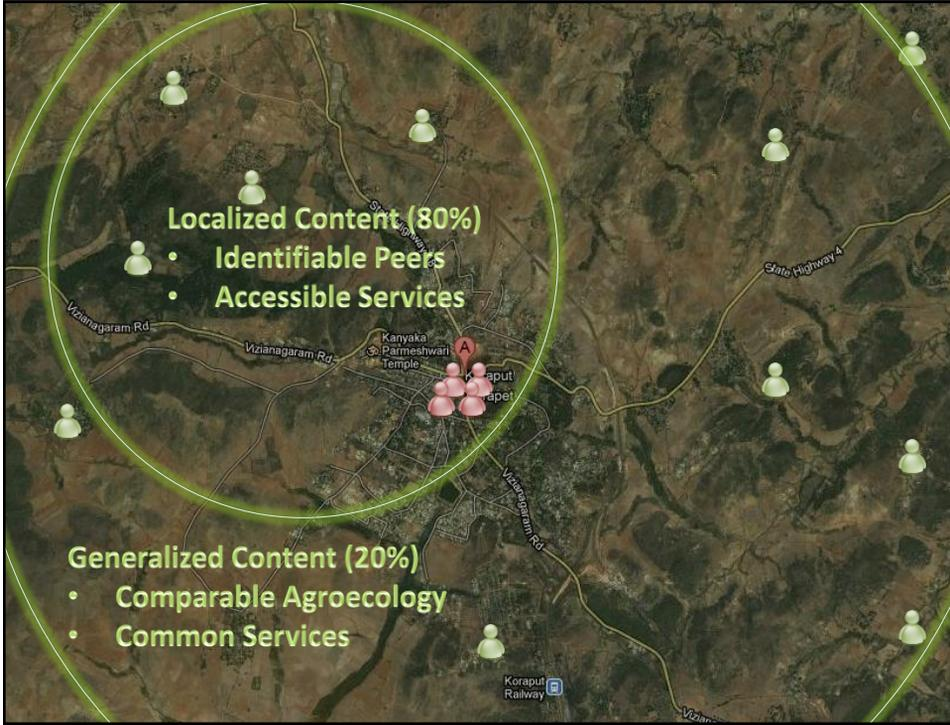 Localized Content (80%)
• Identifiable Peers
• Accessible Services
State Highway 4
Vizianagaram Rd
Vizianagaram Rd
Kanyaka
Parmeshwari
Temple
A
Vizianagaram Rd
Generalized Content (20%)
• Comparable Agroecology
• Common Services
Koraput
Railway